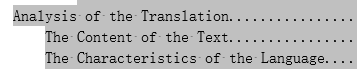 Analysis of the Translation................
The Content of the Text.............
The Characteristics of the Language....